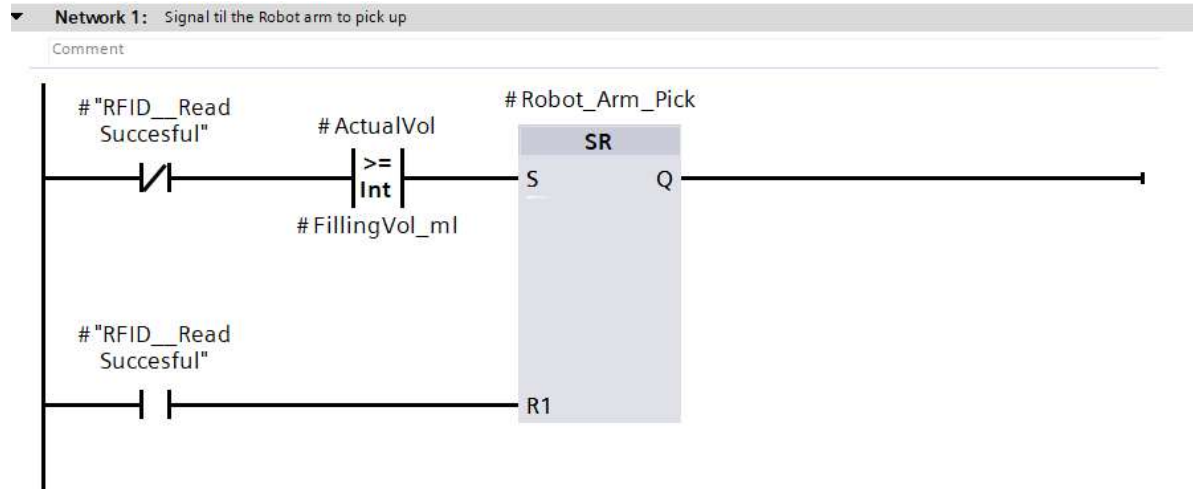 Network 1: Signal til the Robot arm to pick up
Comment
#"RFID__Read
Succesful"
#ActualVol
>=
Int
#FillingVol_ml
#Robot_Arm_Pick
SR
S Q
#"RFID__Read
Succesful"
R1